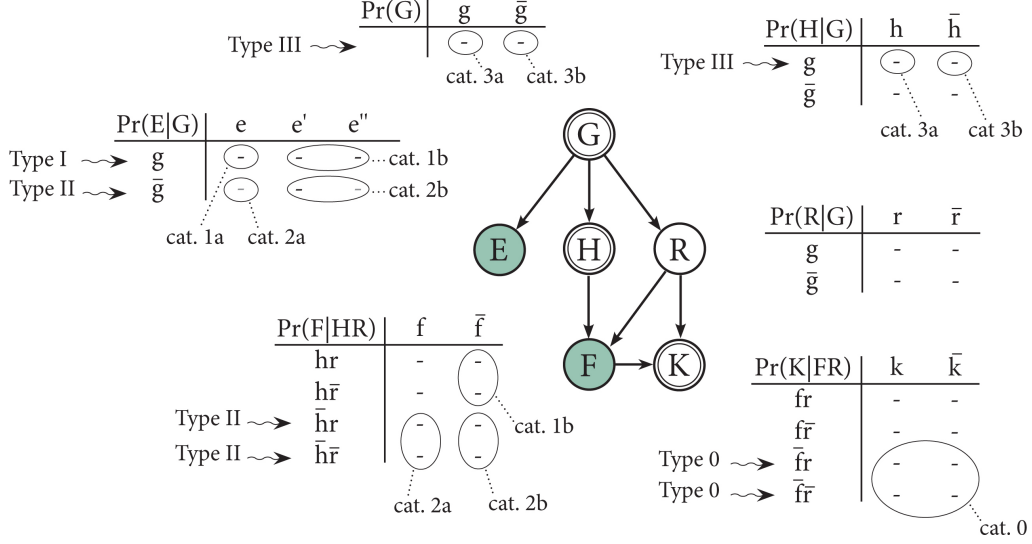 Pr(G) g ḡ
Type III - -
cat. 3a cat. 3b
Pr(H|G) h h̄
Type III g - -
ḡ - -
cat. 3a cat 3b
Pr(E|G) e e' e"
Type I g - - - cat. 1b
Type II ḡ - - - cat. 2b
cat. 1a cat. 2a
G
E H R
F K
Pr(R|G) r r̄
g - -
ḡ - -
Pr(F|HR) f f̄
hr - -
hr̄ - -
Type II h̄r - -
Type II h̄r̄ - -
cat. 1b
cat. 2a cat. 2b
Pr(K|FR) k k̄
fr - -
fr̄ - -
Type 0 f̄r - -
Type 0 f̄r̄ - -
cat. 0